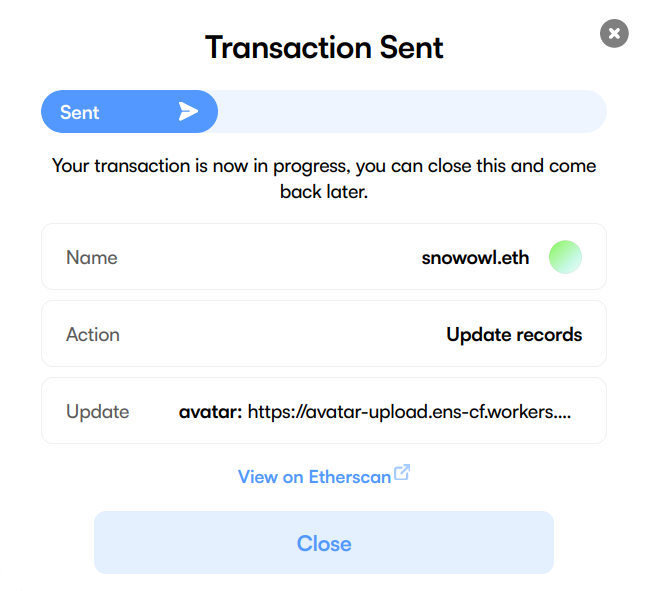 Transaction Sent
Sent
Your transaction is now in progress, you can close this and come
back later.
Name snowowl.eth
Action Update records
Update avatar: https://avatar-upload.ens-cf.workers....
View on Etherscan
Close